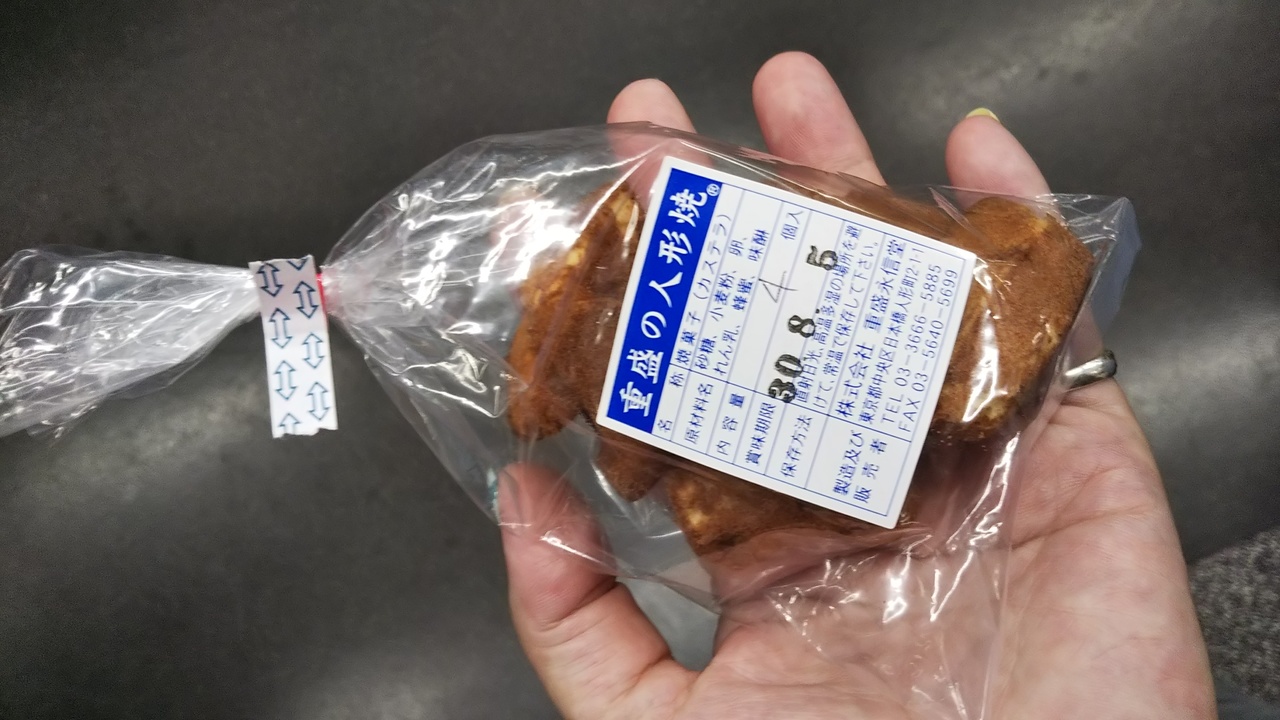 重盛の人形焼®
名 称 焼菓子(カステラ)
原材料名 砂糖、小麦粉、卵、
れん乳、蜂蜜、味醂
内 容 量 4 個入
賞味期限 30 8. 5
保存方法 直射日光、高温多湿の場所を避
けて、常温で保存して下さい。
製造及び 株式会社 重盛永信堂
販 売 者 東京都中央区日本橋人形町2-1-1
TEL 03-3666-5885
FAX 03-5640-5699